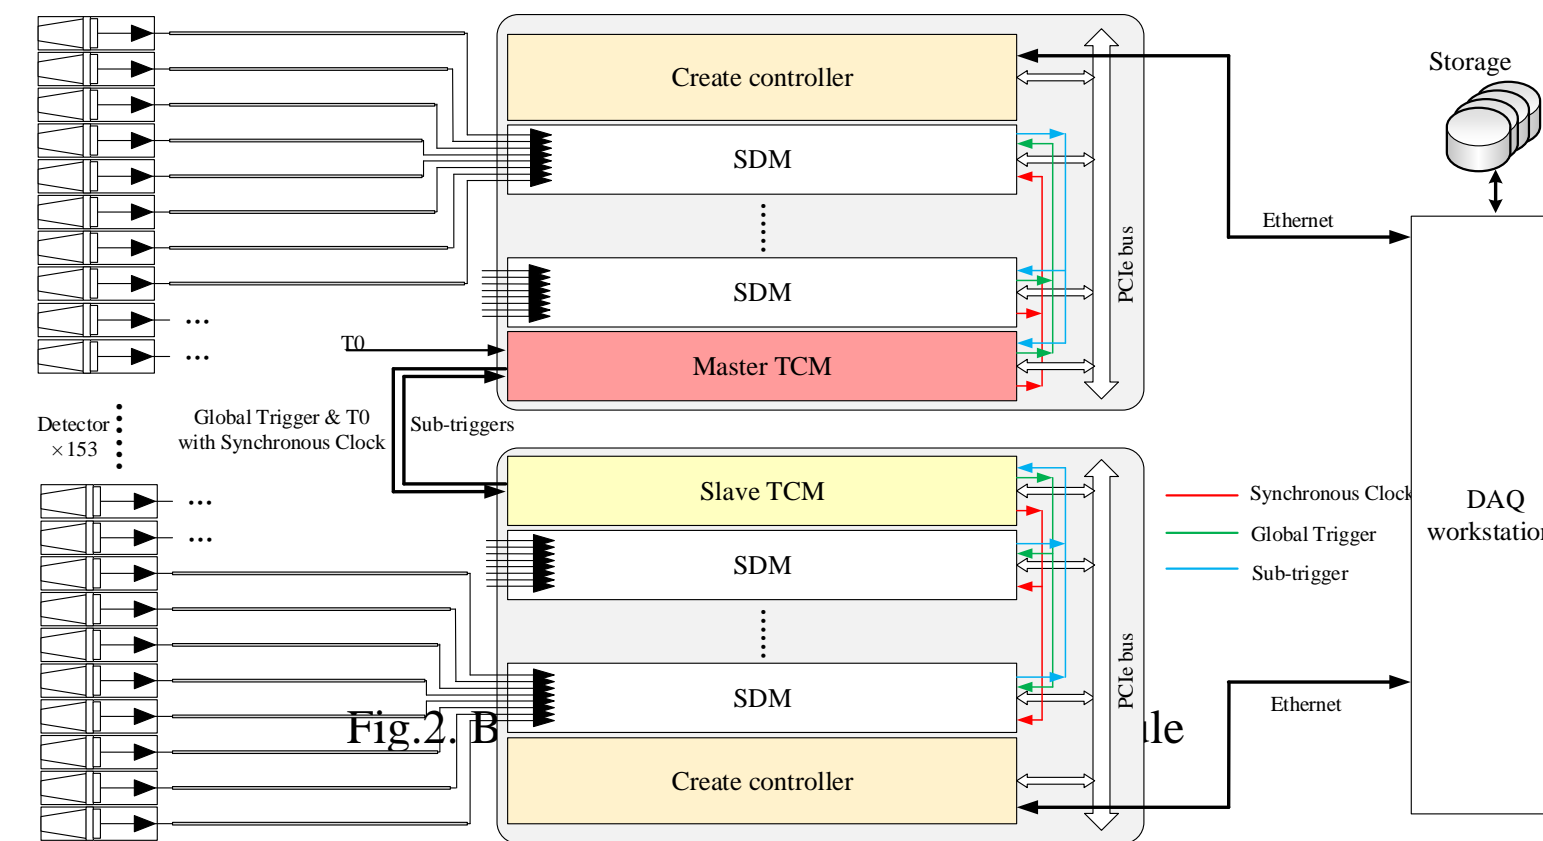 Storage
Create controller
SDM
Ethernet
PCIe bus
SDM
T0
Master TCM
Detector
×153
Global Trigger & T0
with Synchronous Clock
Sub-triggers
Slave TCM
Synchronous Clock
Global Trigger
Sub-trigger
DAQ
workstation
SDM
PCIe bus
SDM
Ethernet
Fig.2. B
ule
Create controller